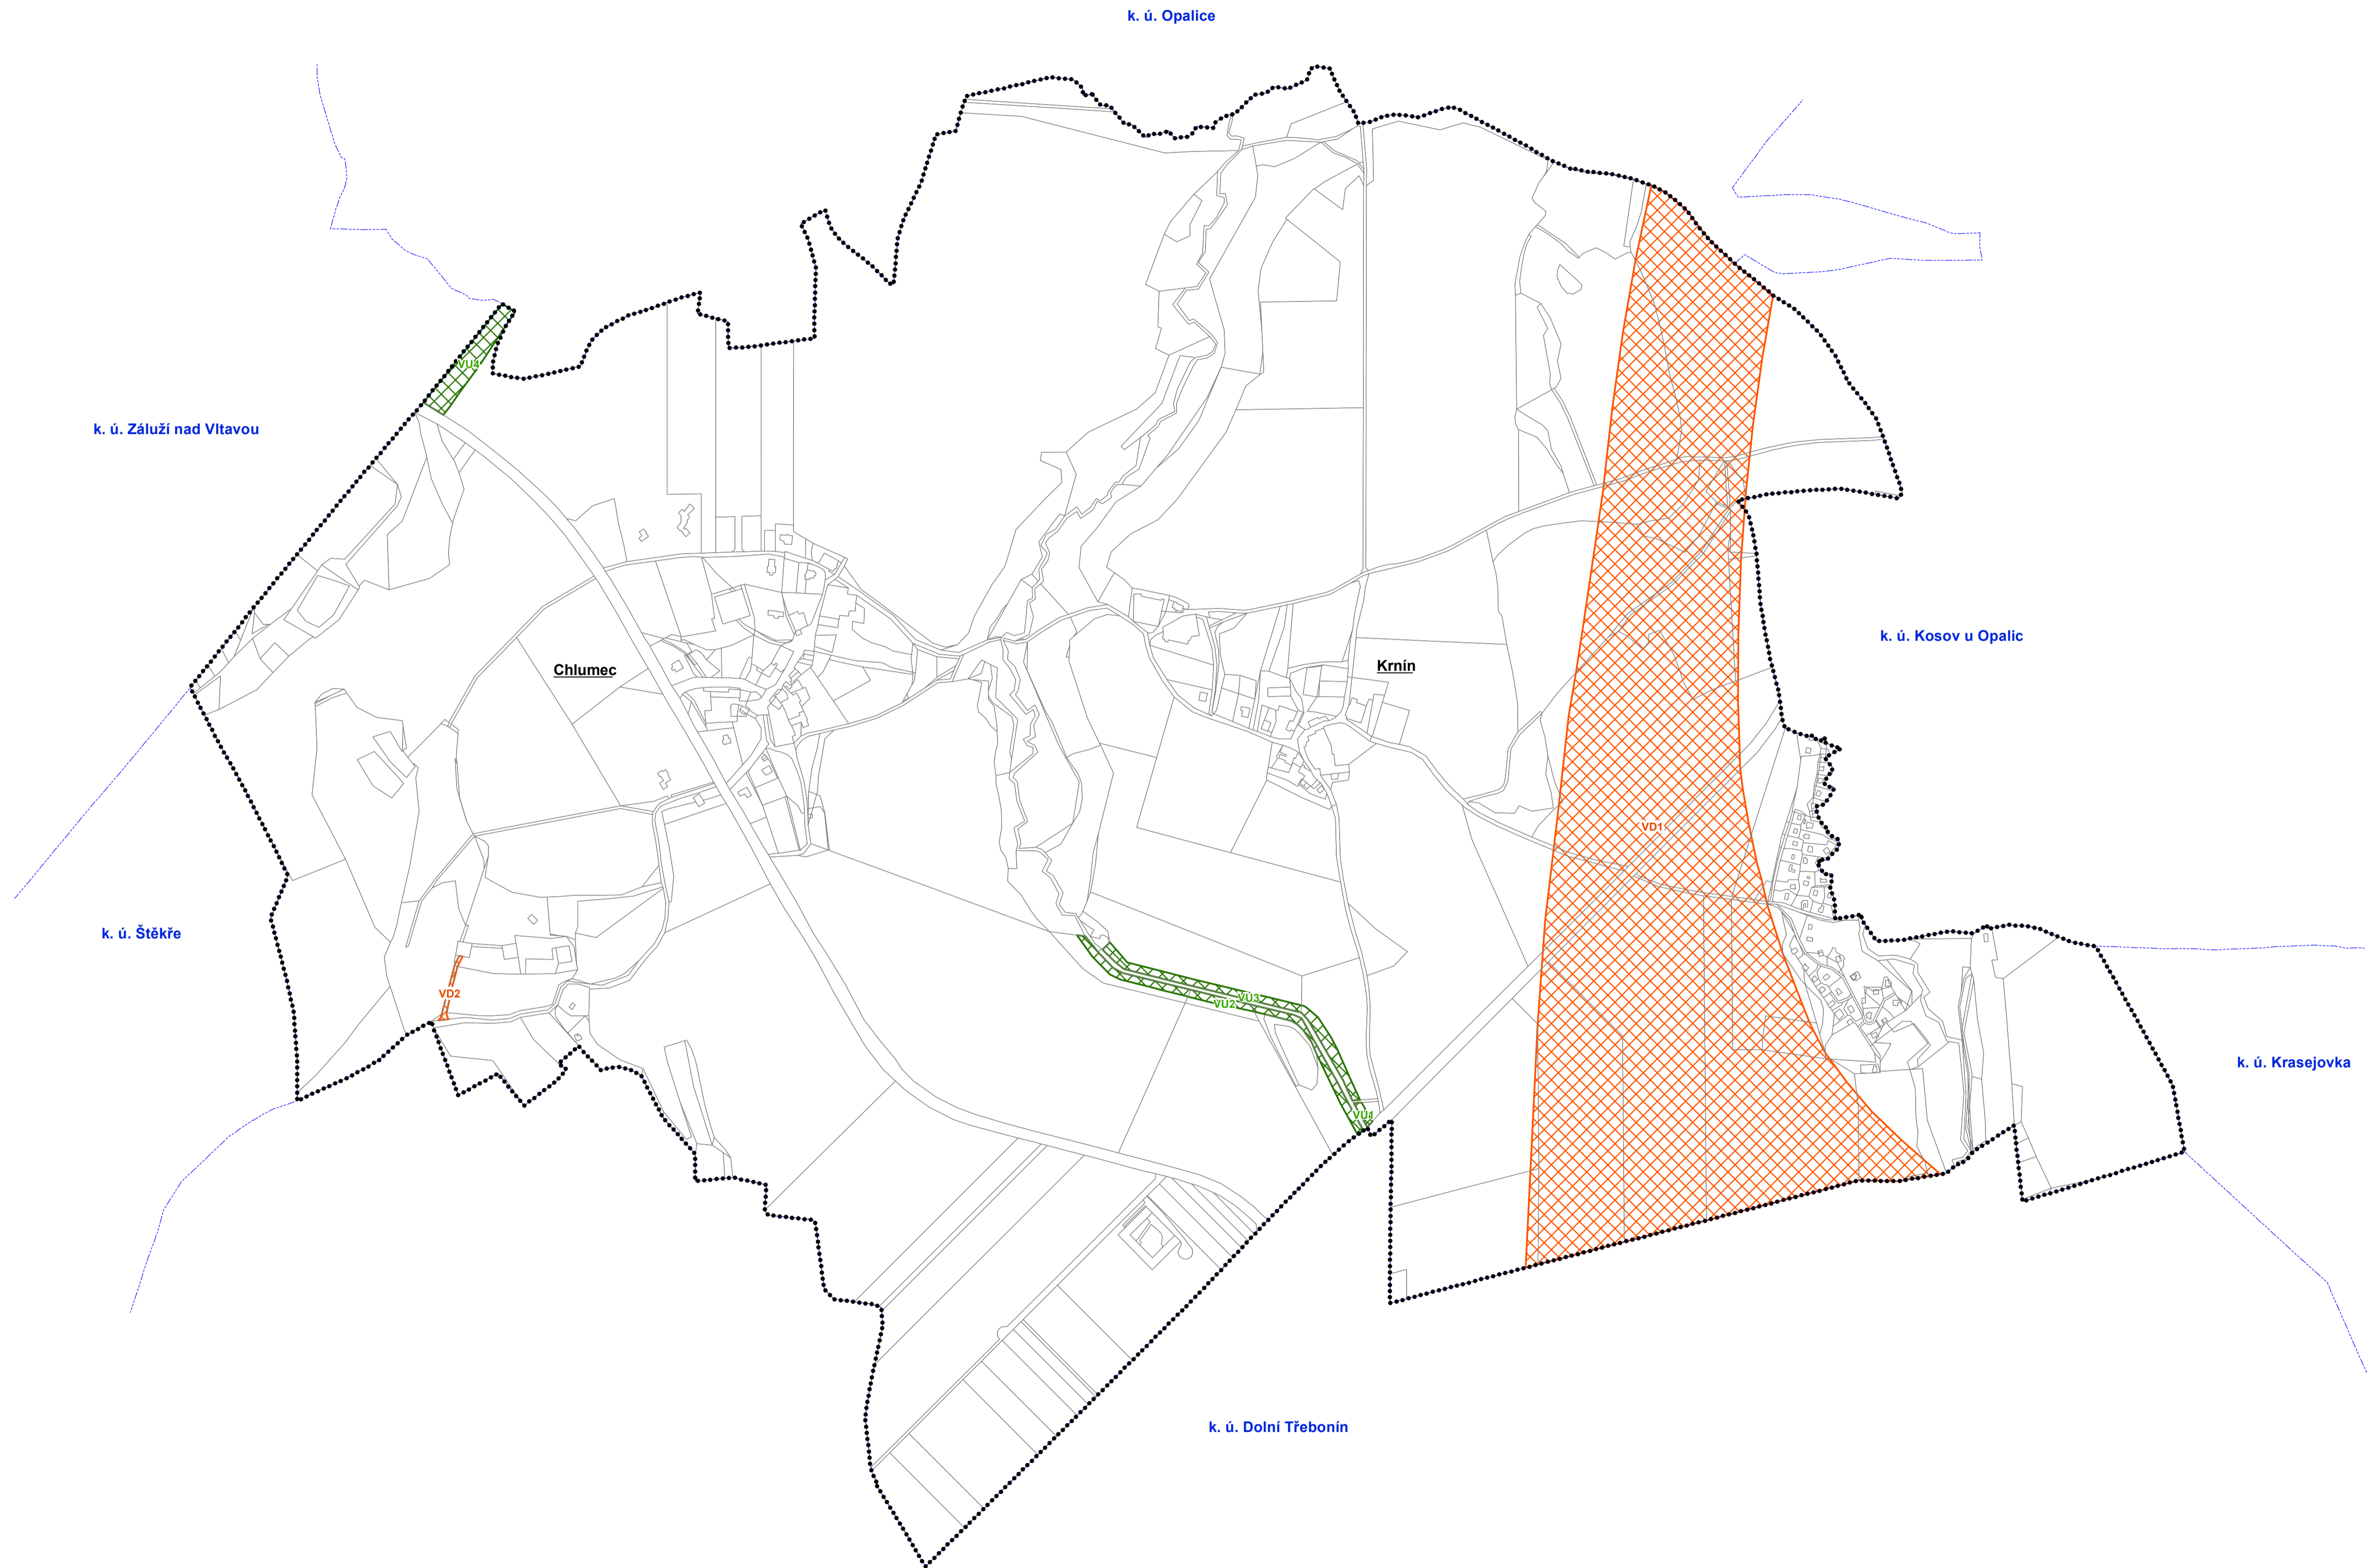 k. ú. Opalice
VU4
k. ú. Záluží nad Vltavou
k. ú. Kosov u Opalic
Chlumec
Krnín
VD1
k. ú. Štěkře
VD2
VU3
VU2
k. ú. Krasejovka
VU1
k. ú. Dolní Třebonín